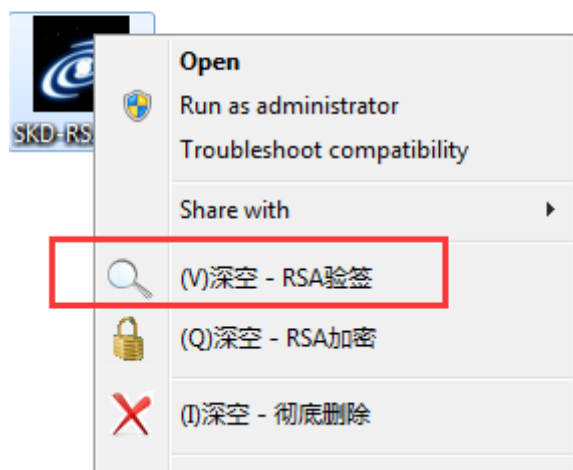 SKD-RS
Open
Run as administrator
Troubleshoot compatibility
Share with
(V)深空 - RSA验签
(Q)深空 - RSA加密
(I)深空 - 彻底删除